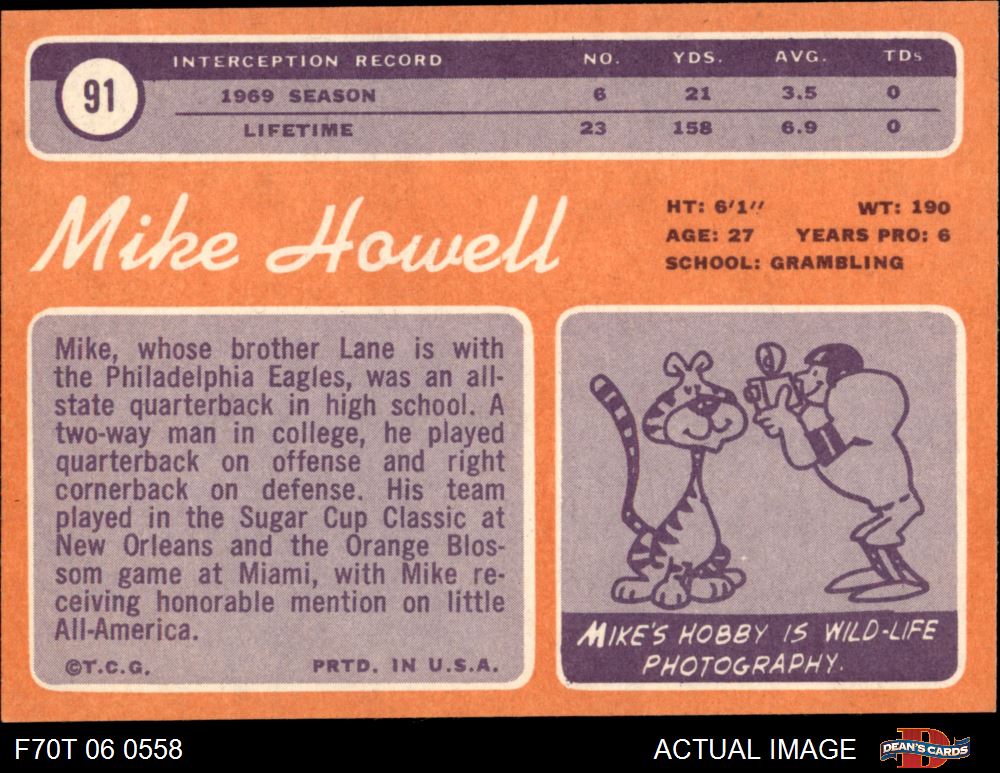 91
INTERCEPTION RECORD NO. YDS. AVG. TDs
1969 SEASON 6 21 3.5 0
LIFETIME 23 158 6.9 0
Mike Howell
HT: 6'1" WT: 190
AGE: 27 YEARS PRO: 6
SCHOOL: GRAMBLING
Mike, whose brother Lane is with
the Philadelphia Eagles, was an all-
state quarterback in high school. A
two-way man in college, he played
quarterback on offense and right
cornerback on defense. His team
played in the Sugar Cup Classic at
New Orleans and the Orange Blos-
som game at Miami, with Mike re-
ceiving honorable mention on little
All-America.
©T.C.G. PRTD. IN U.S.A.
MIKE'S HOBBY IS WILD-LIFE
PHOTOGRAPHY.
F70T 06 0558 ACTUAL IMAGE DEAN'S CARDS